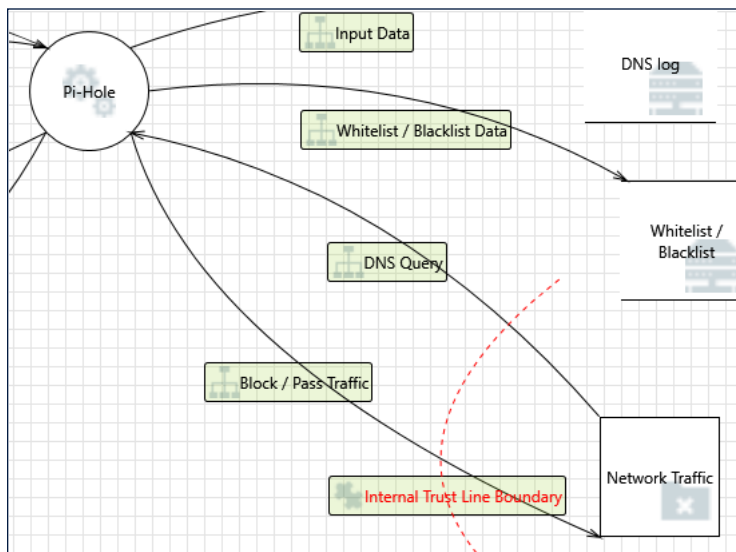 Input Data
DNS log
Pi-Hole
Whitelist / Blacklist Data
Whitelist /
Blacklist
DNS Query
Block / Pass Traffic
Network Traffic
Internal Trust Line Boundary